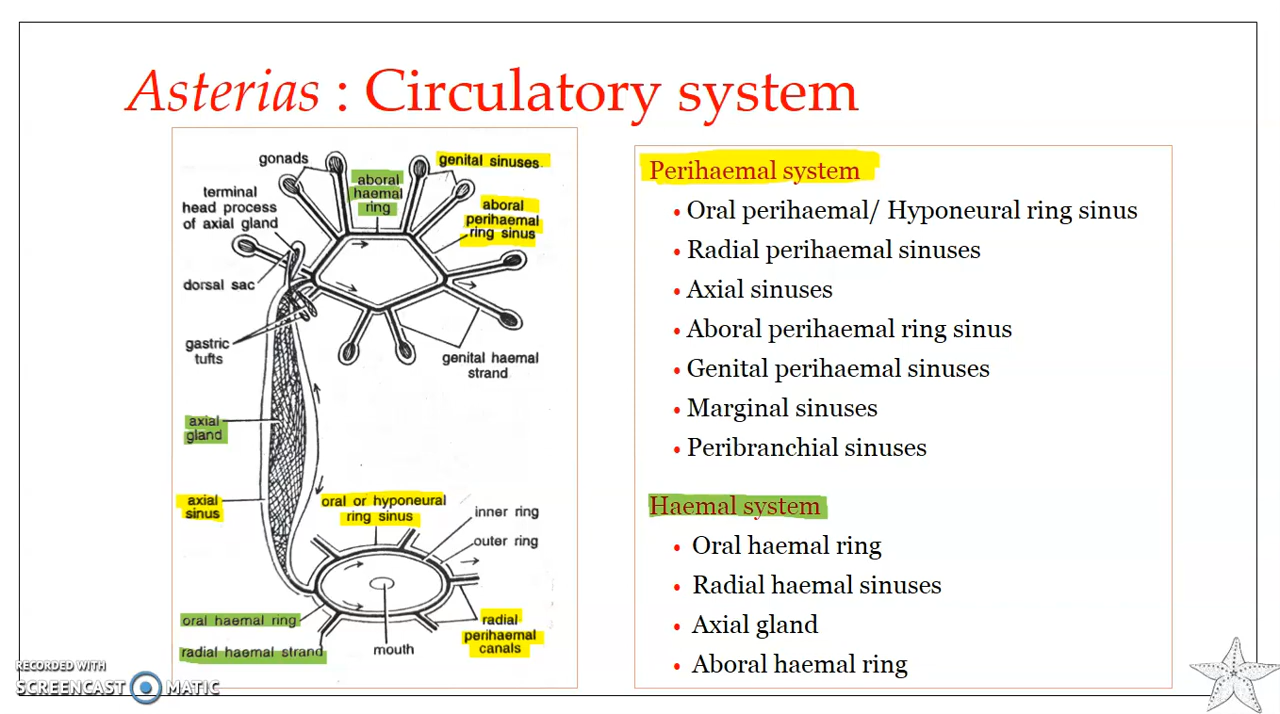 Asterias : Circulatory system
gonads
genital sinuses
aboral
haemal
ring
terminal
head process
of axial gland
aboral
perihaemal
ring sinus
dorsal sac
gastric
tufts
genital haemal
strand
axial
gland
axial
sinus
oral or hyponeural
ring sinus
inner ring
outer ring
oral haemal ring
radial haemal strand
mouth
radial
perihaemal
canals
Perihaemal system
• Oral perihaemal/ Hyponeural ring sinus
• Radial perihaemal sinuses
• Axial sinuses
• Aboral perihaemal ring sinus
• Genital perihaemal sinuses
• Marginal sinuses
• Peribranchial sinuses
Haemal system
• Oral haemal ring
• Radial haemal sinuses
• Axial gland
• Aboral haemal ring
RECORDED WITH
SCREENCAST MATIC